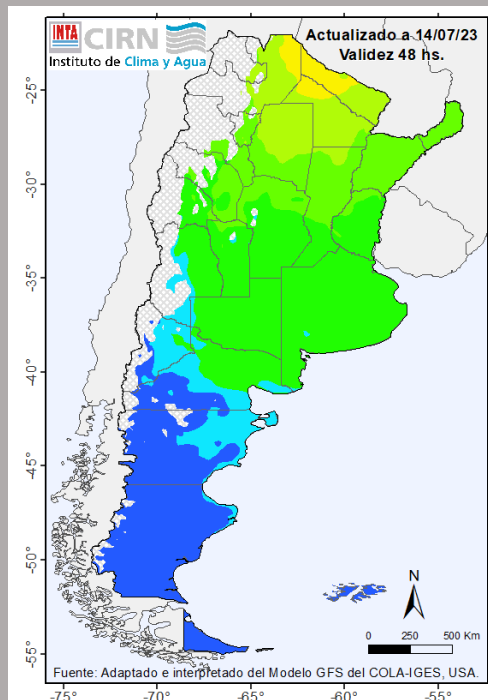 INTA CIRN
Instituto de Clima y Agua
Actualizado a 14/07/23
Validez 48 hs.
-25°
-30°
-35°
-40°
-45°
-50°
-55°
N
0 250 500 Km
Fuente: Adaptado e interpretado del Modelo GFS del COLA-IGES, USA.
-75° -70° -65° -60° -55°